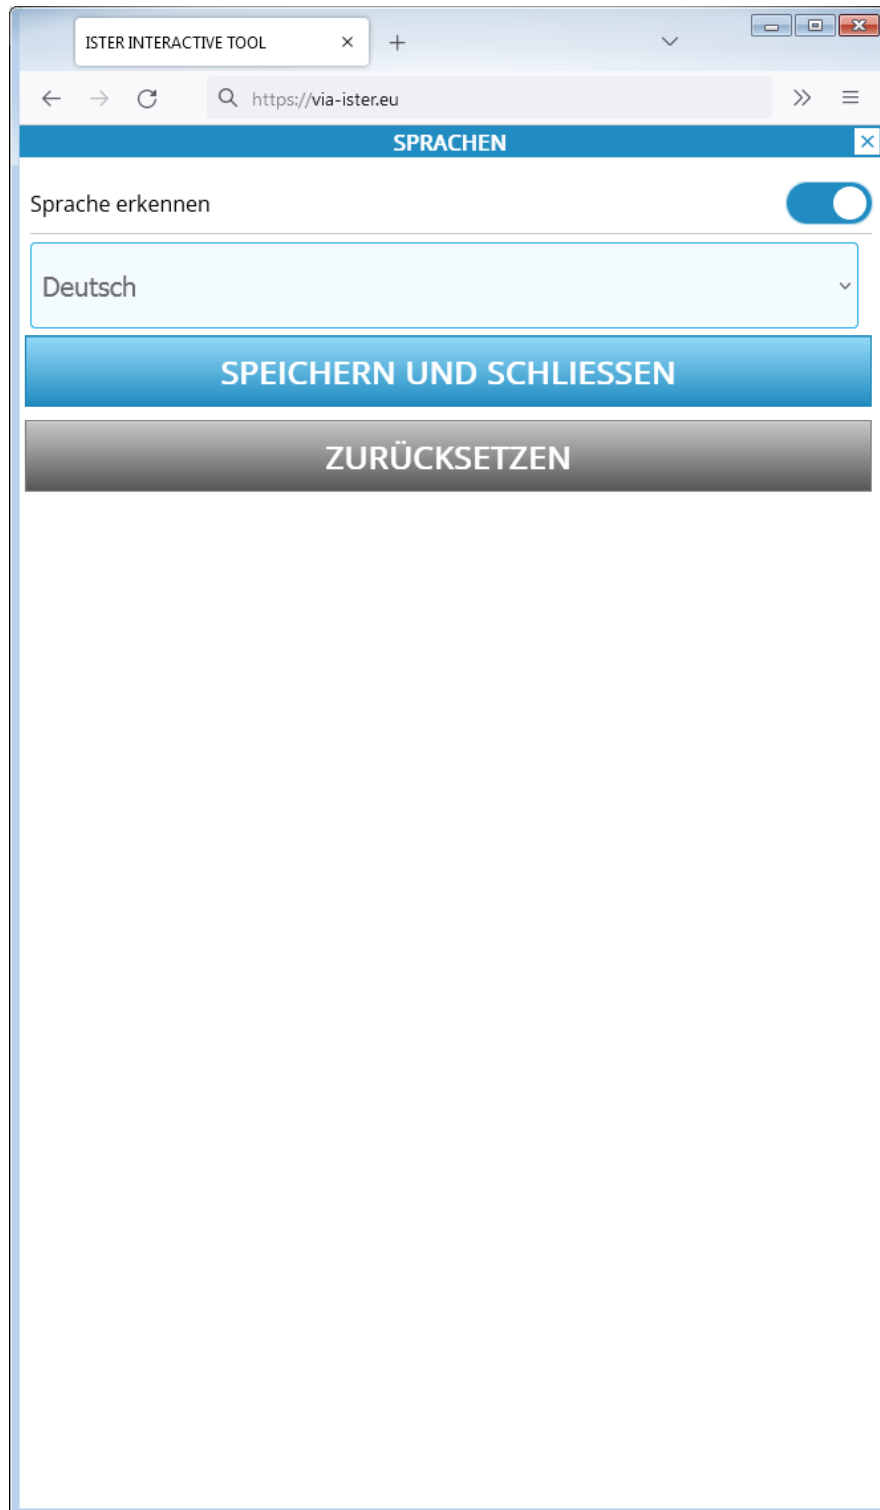 ISTER INTERACTIVE TOOL
https://via-ister.eu
SPRACHEN
Sprache erkennen
Deutsch
SPEICHERN UND SCHLIESSEN
ZURÜCKSETZEN